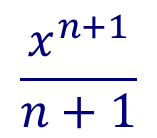 x^{n+1}
n + 1